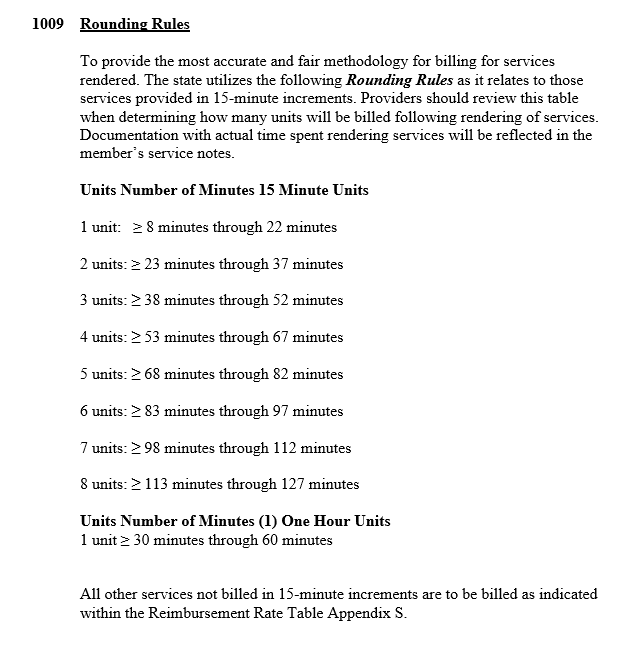 1009 Rounding Rules
To provide the most accurate and fair methodology for billing for services
rendered. The state utilizes the following Rounding Rules as it relates to those
services provided in 15-minute increments. Providers should review this table
when determining how many units will be billed following rendering of services.
Documentation with actual time spent rendering services will be reflected in the
member's service notes.
Units Number of Minutes 15 Minute Units
1 unit: ≥ 8 minutes through 22 minutes
2 units: ≥ 23 minutes through 37 minutes
3 units: ≥ 38 minutes through 52 minutes
4 units: ≥ 53 minutes through 67 minutes
5 units: ≥ 68 minutes through 82 minutes
6 units: ≥ 83 minutes through 97 minutes
7 units: ≥ 98 minutes through 112 minutes
8 units: ≥ 113 minutes through 127 minutes
Units Number of Minutes (1) One Hour Units
1 unit ≥ 30 minutes through 60 minutes
All other services not billed in 15-minute increments are to be billed as indicated
within the Reimbursement Rate Table Appendix S.